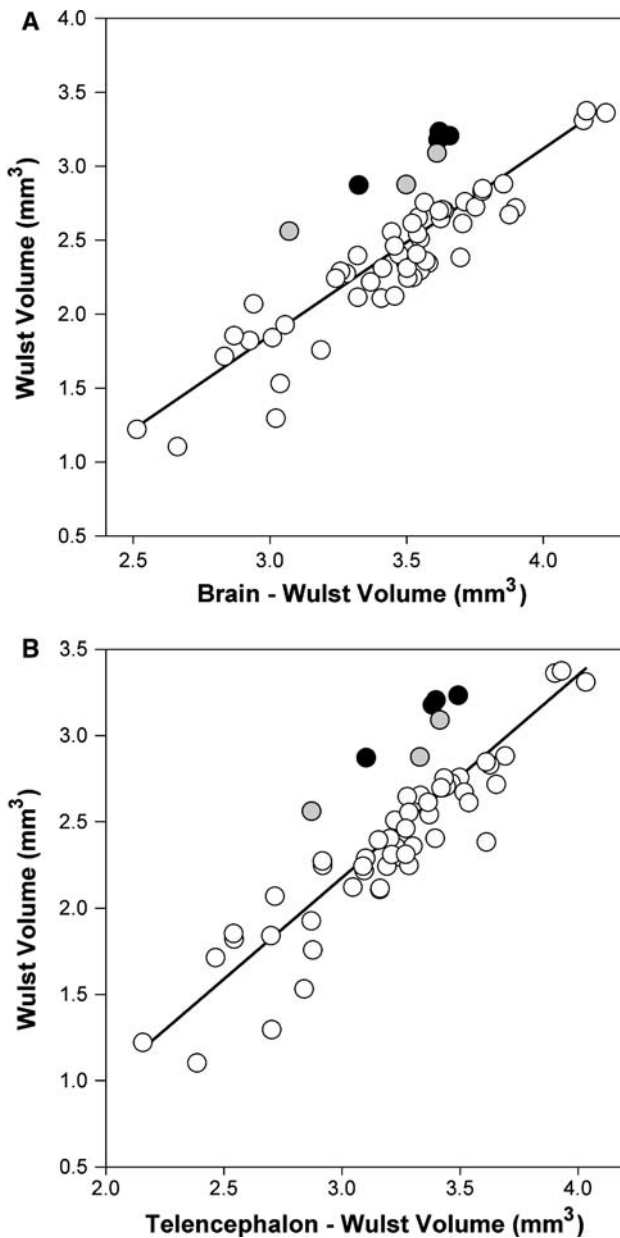 A
4.0
3.5
3.0
2.5
2.0
1.5
1.0
0.5
Wulst Volume (mm³)
2.5 3.0 3.5 4.0
Brain - Wulst Volume (mm³)
B
3.5
3.0
2.5
2.0
1.5
1.0
0.5
Wulst Volume (mm³)
2.0 2.5 3.0 3.5 4.0
Telencephalon - Wulst Volume (mm³)